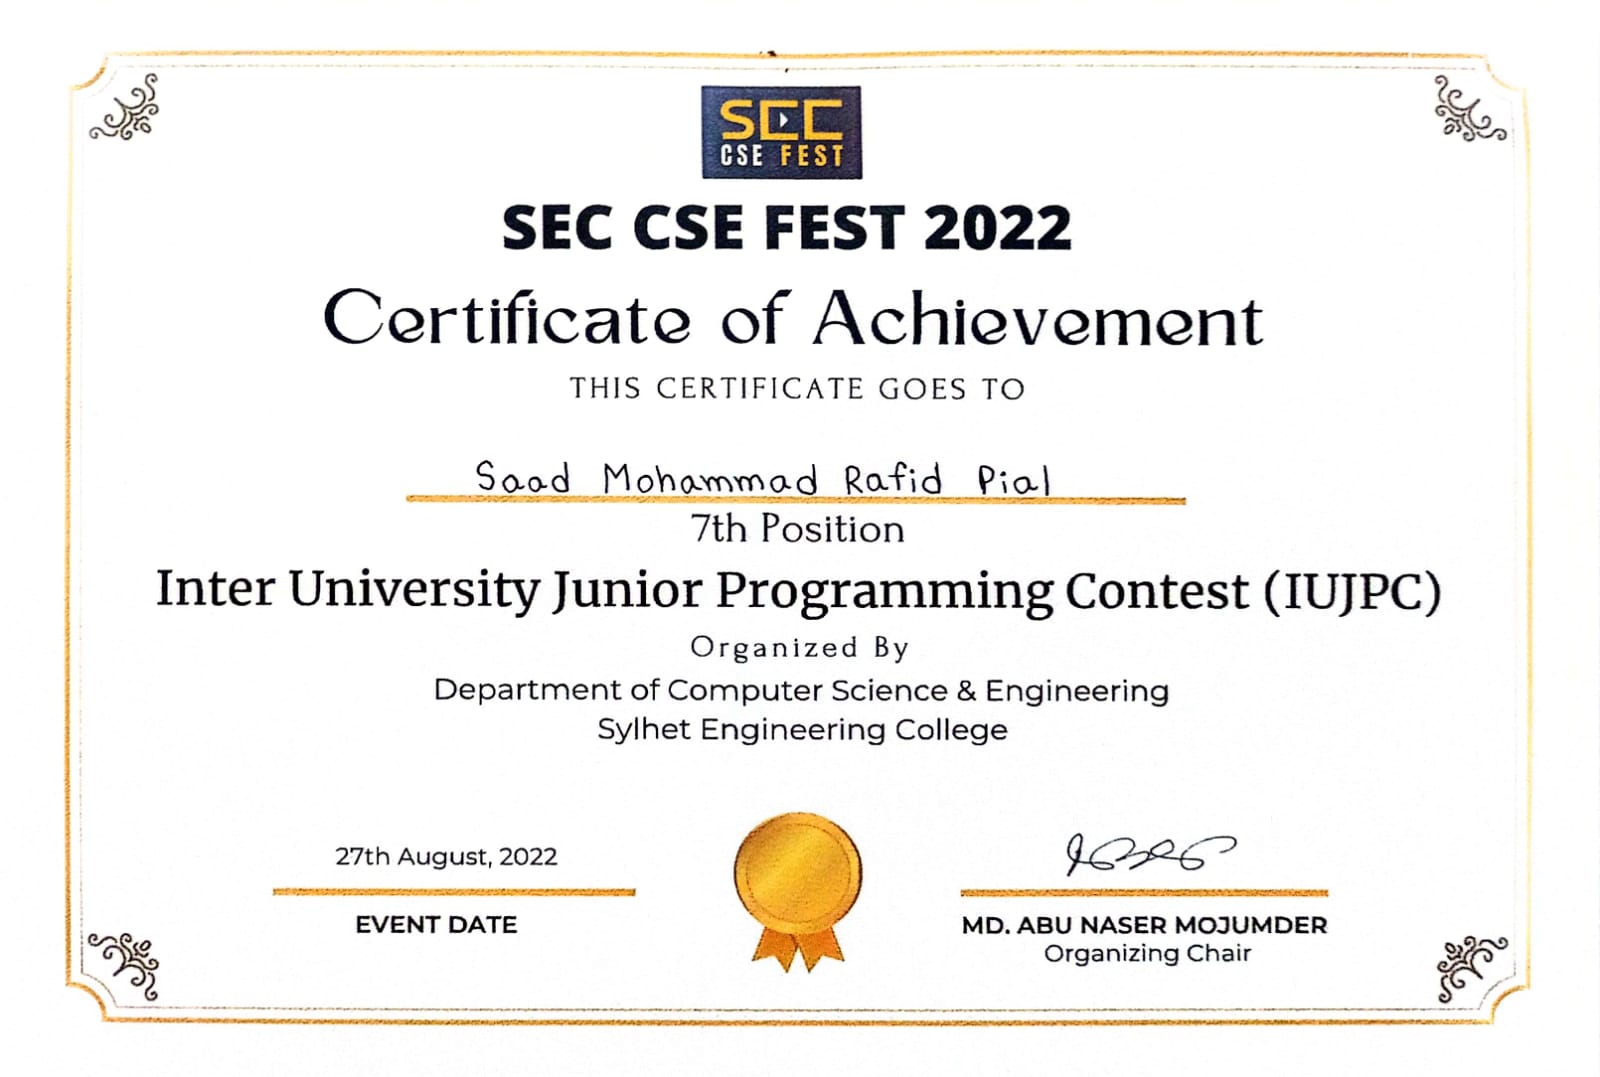 SEC
CSE FEST
SEC CSE FEST 2022
Certificate of Achievement
THIS CERTIFICATE GOES TO
Saad Mohammad Rafid Pial
7th Position
Inter University Junior Programming Contest (IUJPC)
Organized By
Department of Computer Science & Engineering
Sylhet Engineering College
27th August, 2022
EVENT DATE
MD. ABU NASER MOJUMDER
Organizing Chair